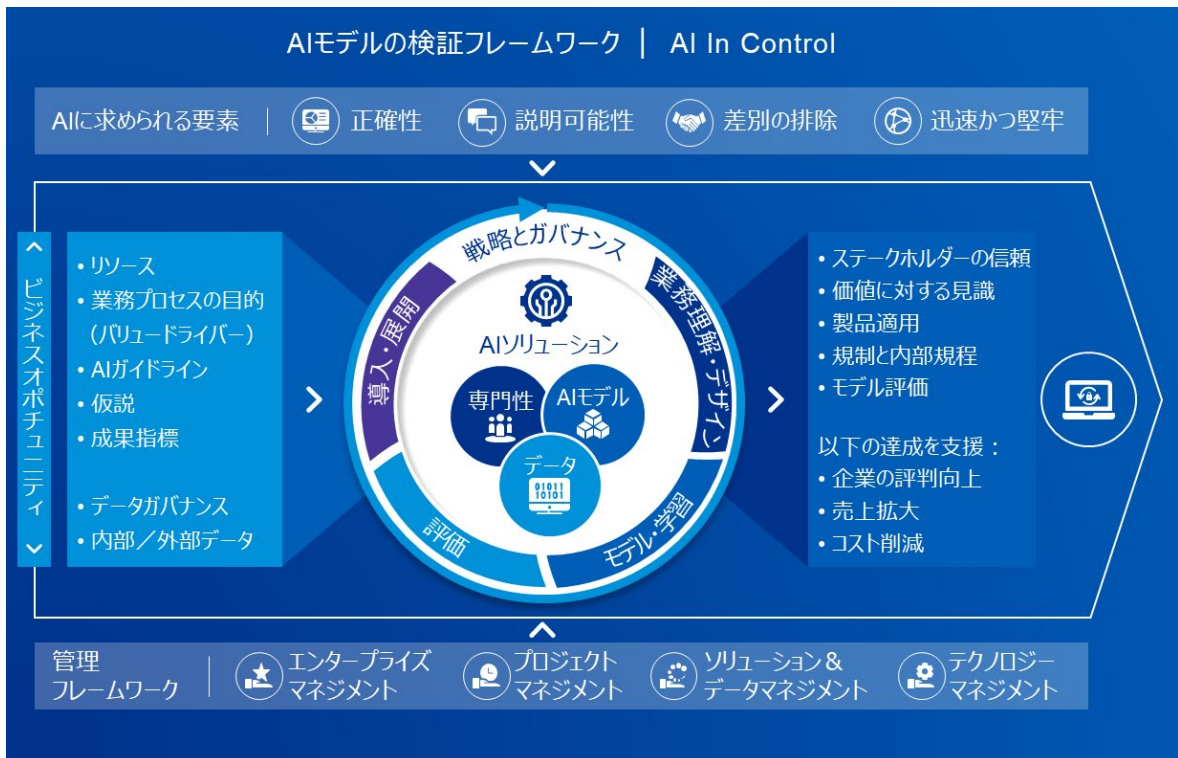 AIモデルの検証フレームワーク │ AI In Control
AIに求められる要素
正確性
説明可能性
差別の排除
迅速かつ堅牢
ビジネスオポチュニティ
• リソース
• 業務プロセスの目的
（バリュードライバー）
• AIガイドライン
• 仮説
• 成果指標
• データガバナンス
• 内部／外部データ
戦略とガバナンス
業務理解・デザイン
モデル・学習
評価
導入・展開
AIソリューション
専門性
AIモデル
データ
01011
10101
• ステークホルダーの信頼
• 価値に対する見識
• 製品適用
• 規制と内部規程
• モデル評価
以下の達成を支援：
• 企業の評判向上
• 売上拡大
• コスト削減
管理
フレームワーク
エンタープライズ
マネジメント
プロジェクト
マネジメント
ソリューション＆
データマネジメント
テクノロジー
マネジメント